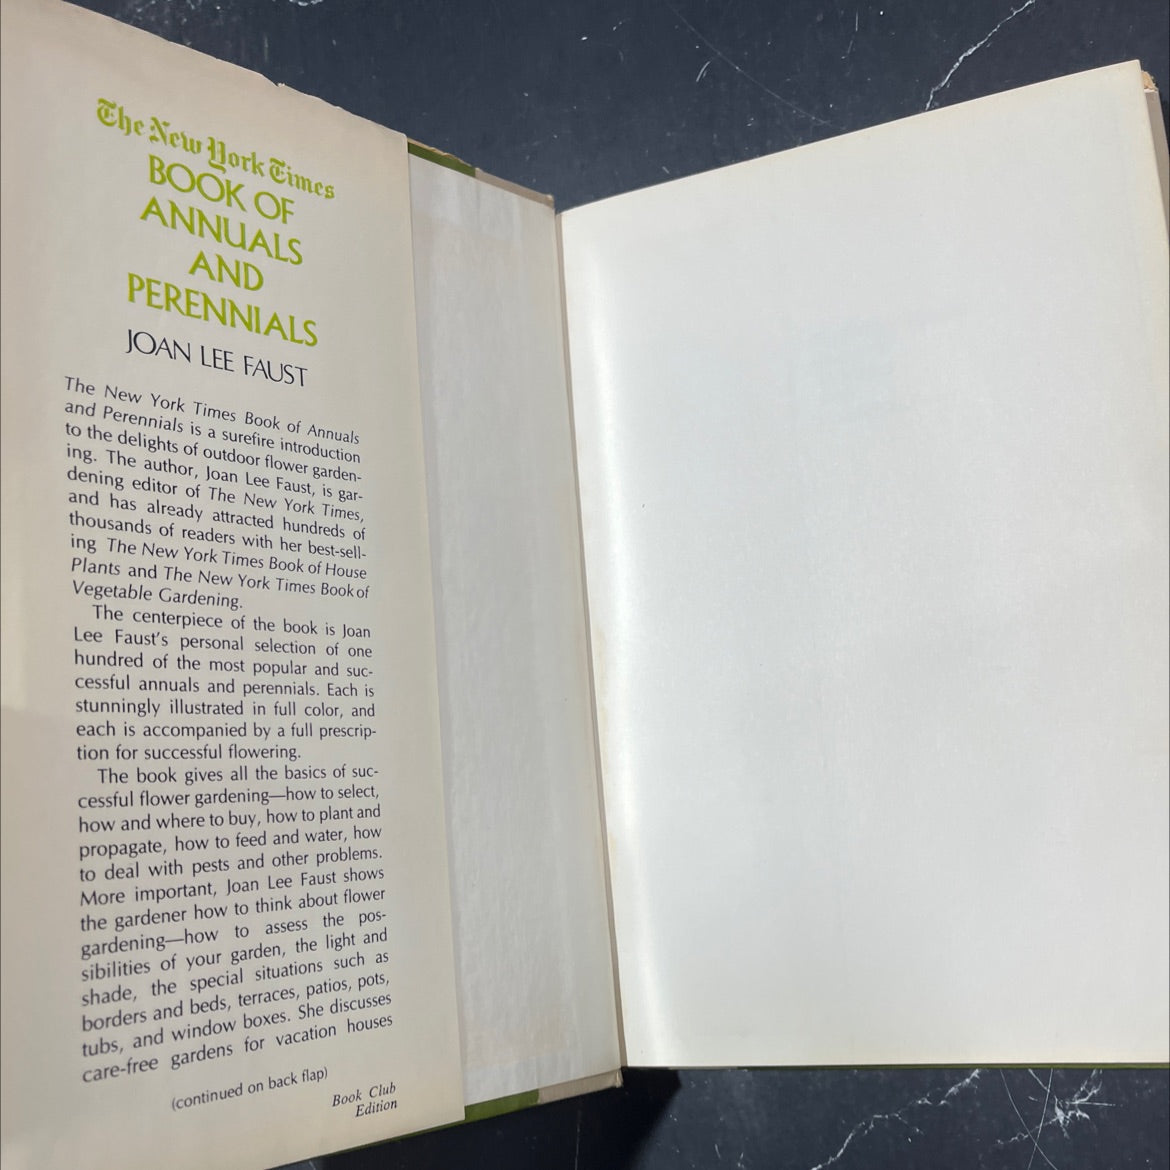 The New York Times
BOOK OF
ANNUALS
AND
PERENNIALS
JOAN LEE FAUST
The New York Times Book of Annuals
and Perennials is a surefire introduction
to the delights of outdoor flower garden-
ing. The author, Joan Lee Faust, is gar-
dening editor of The New York Times,
and has already attracted hundreds of
thousands of readers with her best-sell-
ing The New York Times Book of House
Plants and The New York Times Book of
Vegetable Gardening.
The centerpiece of the book is Joan
Lee Faust's personal selection of one
hundred of the most popular and suc-
cessful annuals and perennials. Each is
stunningly illustrated in full color, and
each is accompanied by a full prescrip-
tion for successful flowering.
The book gives all the basics of suc-
cessful flower gardening—how to select,
how and where to buy, how to plant and
propagate, how to feed and water, how
to deal with pests and other problems.
More important, Joan Lee Faust shows
the gardener how to think about flower
gardening—how to assess the pos-
sibilities of your garden, the light and
shade, the special situations such as
borders and beds, terraces, patios, pots,
tubs, and window boxes. She discusses
care-free gardens for vacation houses
(continued on back flap)
Book Club
Edition